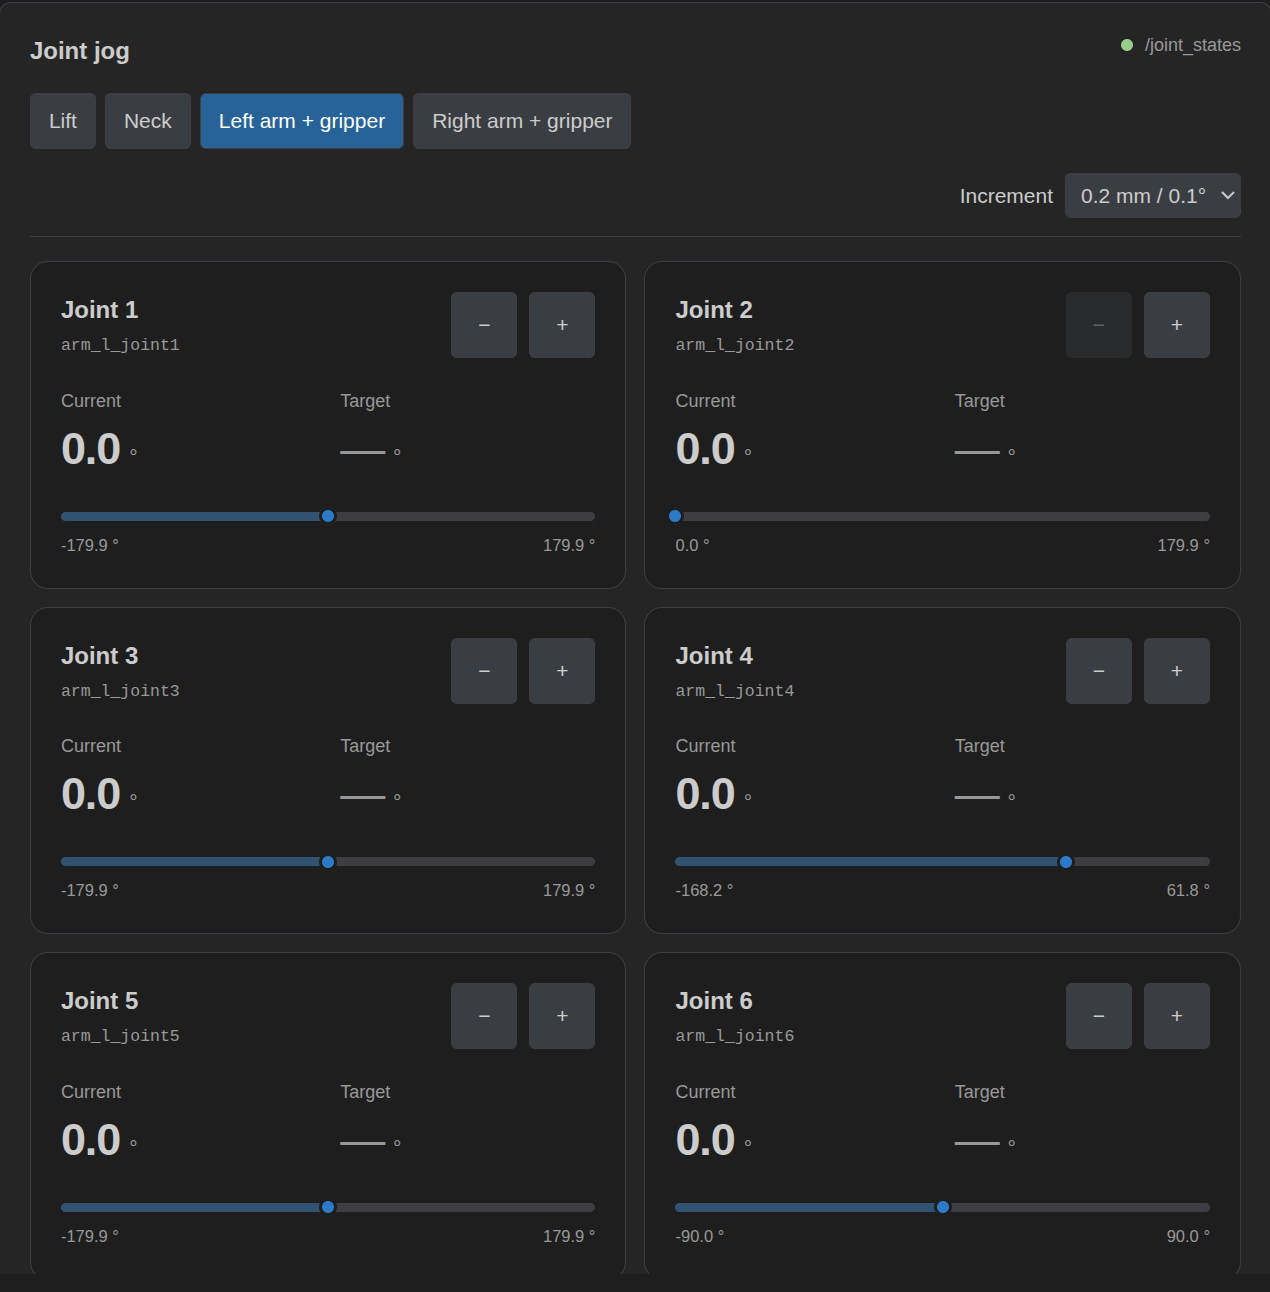 Joint jog
/joint_states
Lift
Neck
Left arm + gripper
Right arm + gripper
Increment
0.2 mm / 0.1°
Joint 1
arm_l_joint1
−
+
Current
Target
0.0 °
— °
-179.9 °
179.9 °
Joint 2
arm_l_joint2
−
+
Current
Target
0.0 °
— °
0.0 °
179.9 °
Joint 3
arm_l_joint3
−
+
Current
Target
0.0 °
— °
-179.9 °
179.9 °
Joint 4
arm_l_joint4
−
+
Current
Target
0.0 °
— °
-168.2 °
61.8 °
Joint 5
arm_l_joint5
−
+
Current
Target
0.0 °
— °
-179.9 °
179.9 °
Joint 6
arm_l_joint6
−
+
Current
Target
0.0 °
— °
-90.0 °
90.0 °